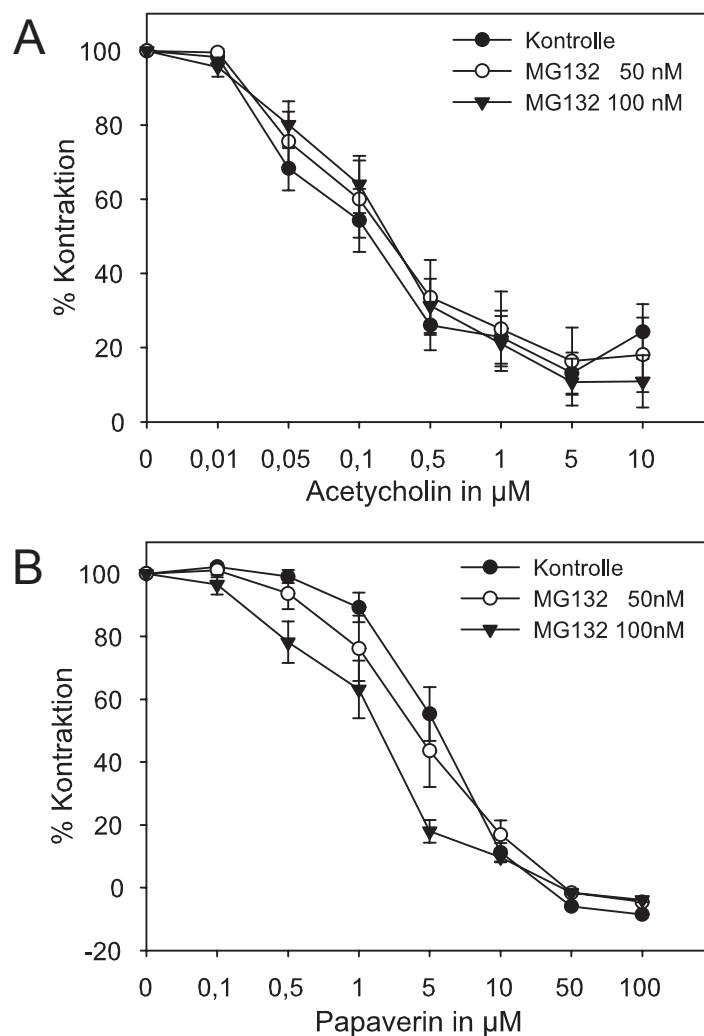 A
Kontrolle
MG132 50 nM
MG132 100 nM
% Kontraktion
100
80
60
40
20
0
0 0,01 0,05 0,1 0,5 1 5 10
Acetycholin in µM
B
Kontrolle
MG132 50nM
MG132 100nM
% Kontraktion
100
80
60
40
20
0
-20
0 0,1 0,5 1 5 10 50 100
Papaverin in µM